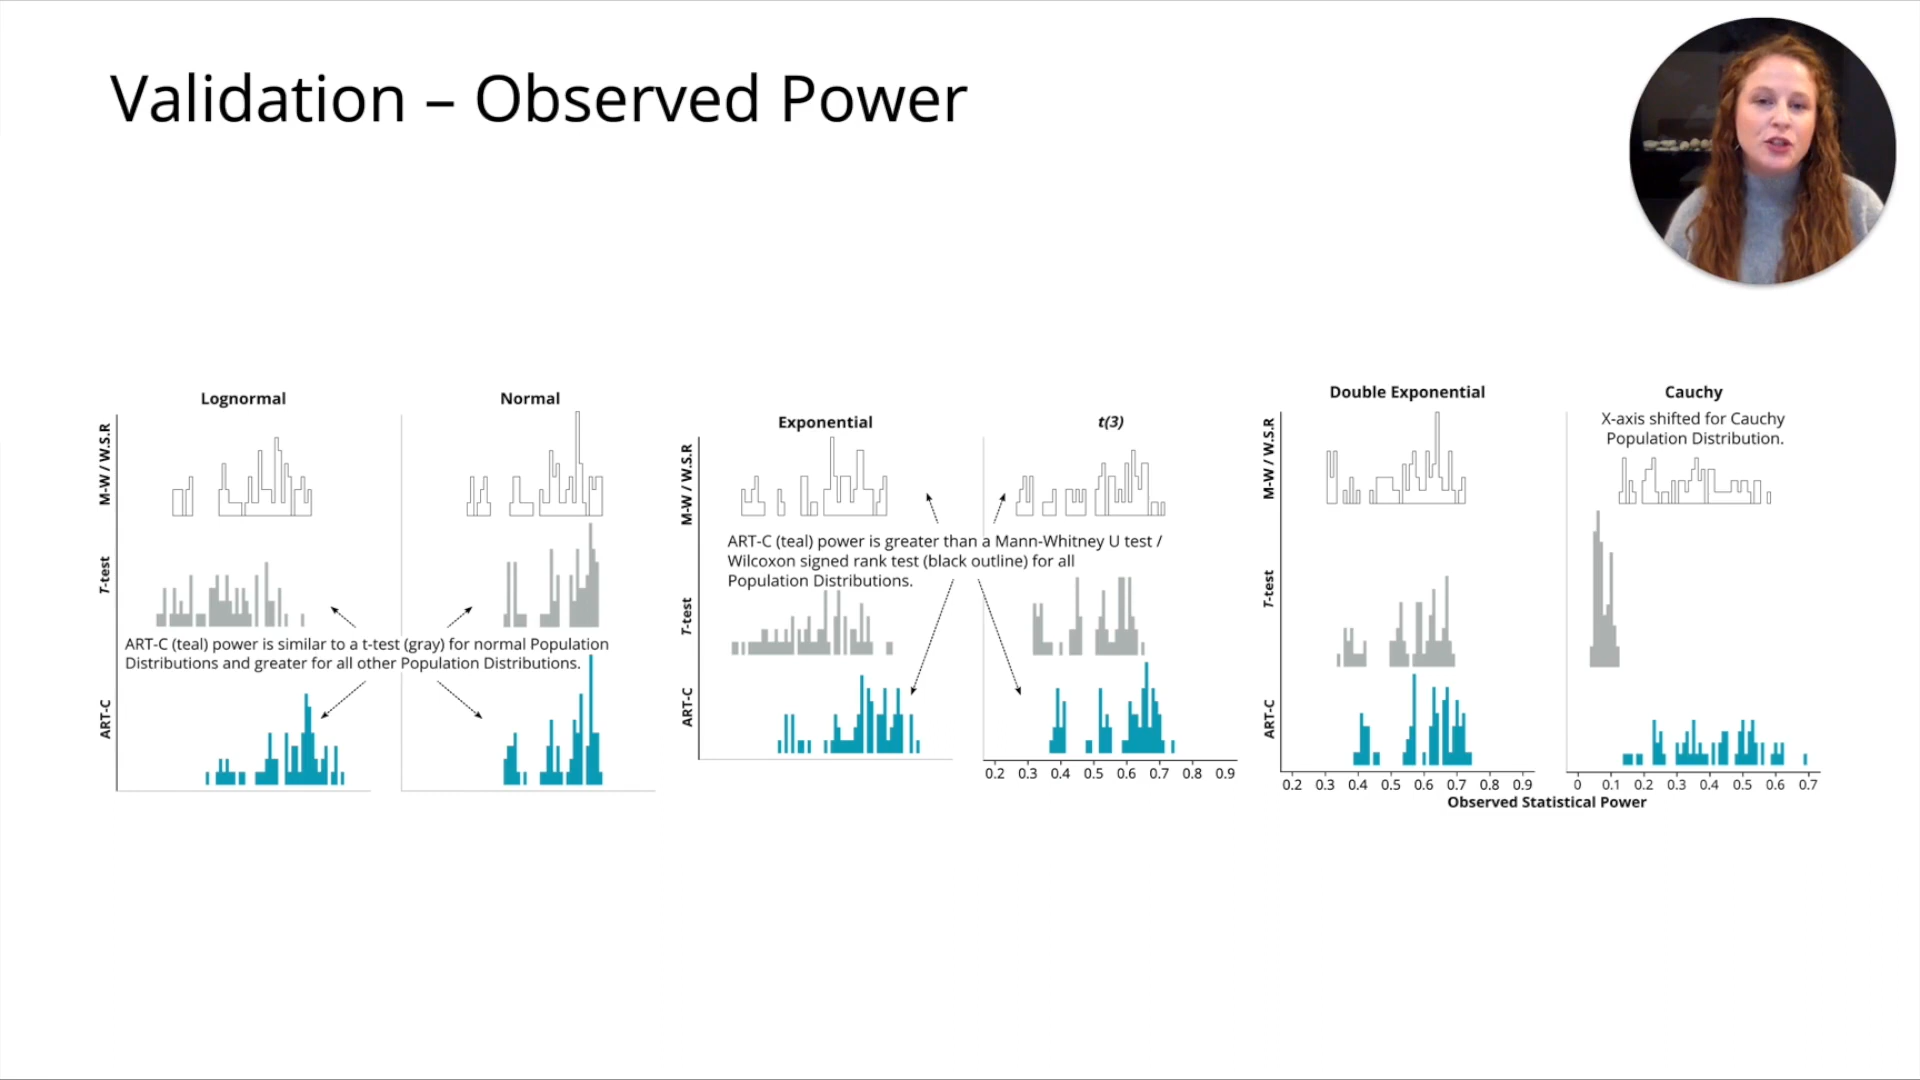 Validation – Observed Power
Lognormal
Normal
M-W / W.S.R
T-test
ART-C (teal) power is similar to a t-test (gray) for normal Population
Distributions and greater for all other Population Distributions.
ART-C
Exponential
t(3)
M-W / W.S.R
ART-C (teal) power is greater than a Mann-Whitney U test /
Wilcoxon signed rank test (black outline) for all
Population Distributions.
T-test
ART-C
0.2 0.3 0.4 0.5 0.6 0.7 0.8 0.9
Double Exponential
Cauchy
X-axis shifted for Cauchy
Population Distribution.
M-W / W.S.R
T-test
ART-C
0.2 0.3 0.4 0.5 0.6 0.7 0.8 0.9
0 0.1 0.2 0.3 0.4 0.5 0.6 0.7
Observed Statistical Power